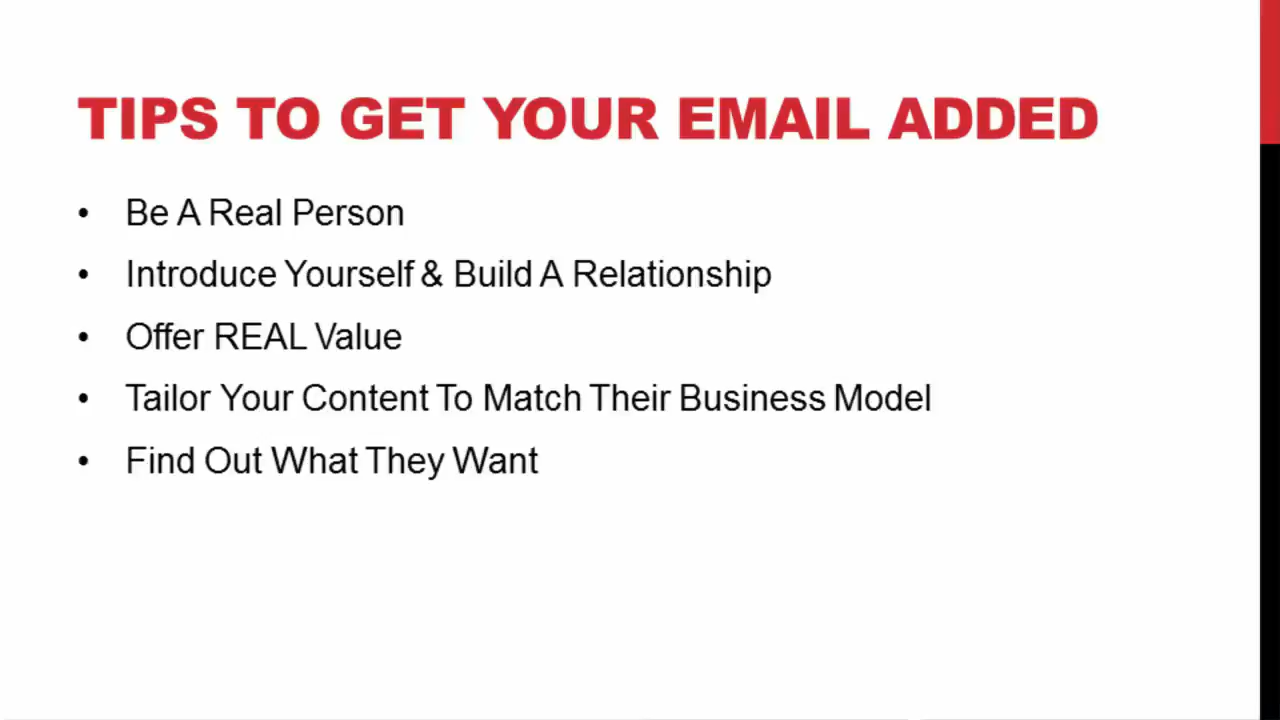 TIPS TO GET YOUR EMAIL ADDED
• Be A Real Person
• Introduce Yourself & Build A Relationship
• Offer REAL Value
• Tailor Your Content To Match Their Business Model
• Find Out What They Want